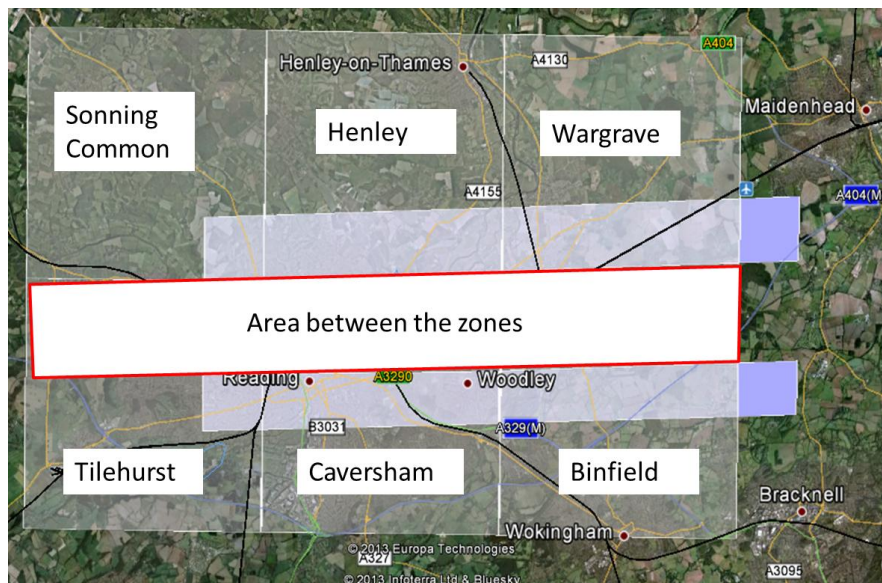 A404
Henley-on-Thames
A4130
Sonning
Common
Henley
Wargrave
Maidenhead
A4155
A404(M
Area between the zones
Reading
A3290
Woodley
B3031
A329(M)
Tilehurst
Caversham
Binfield
Bracknell
Wokingham
© 2013 Europa Technologies
A327
A3095
© 2013 Infoterra Ltd & Bluesky